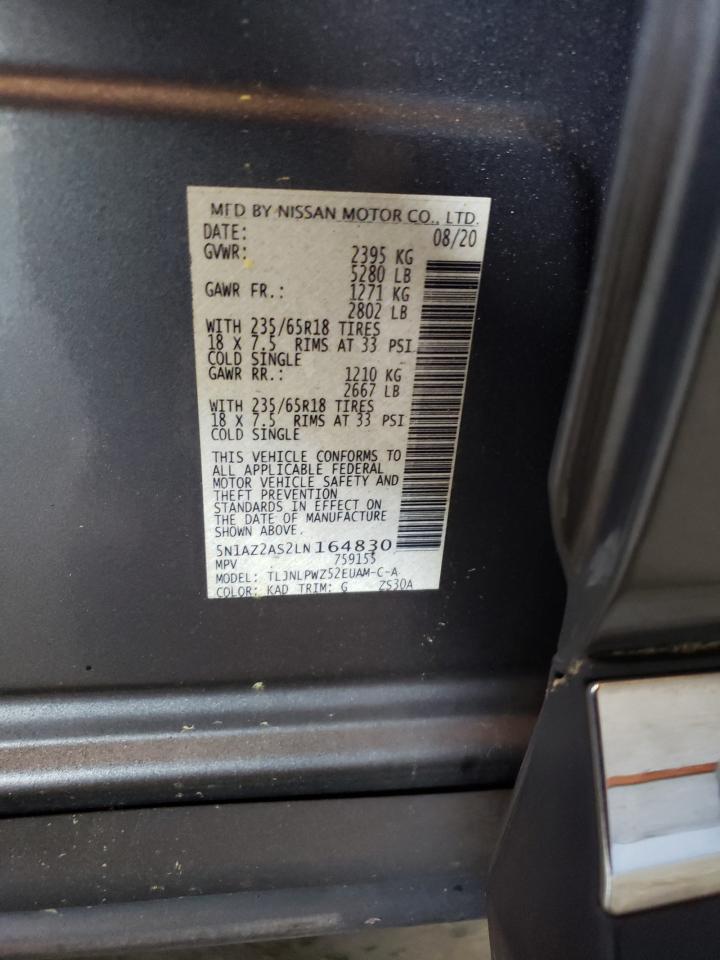 MFD BY NISSAN MOTOR CO., LTD.
DATE: 08/20
GVWR: 2395 KG
5280 LB
GAWR FR.: 1271 KG
2802 LB
WITH 235/65R18 TIRES
18 X 7.5 RIMS AT 33 PSI
COLD SINGLE
GAWR RR.: 1210 KG
2667 LB
WITH 235/65R18 TIRES
18 X 7.5 RIMS AT 33 PSI
COLD SINGLE
THIS VEHICLE CONFORMS TO
ALL APPLICABLE FEDERAL
MOTOR VEHICLE SAFETY AND
THEFT PREVENTION
STANDARDS IN EFFECT ON
THE DATE OF MANUFACTURE
SHOWN ABOVE.
5N1AZ2AS2LN164830
MPV 759155
MODEL: TLJNLPWZ52EUAM-C-A
COLOR: KAD TRIM: G ZS30A